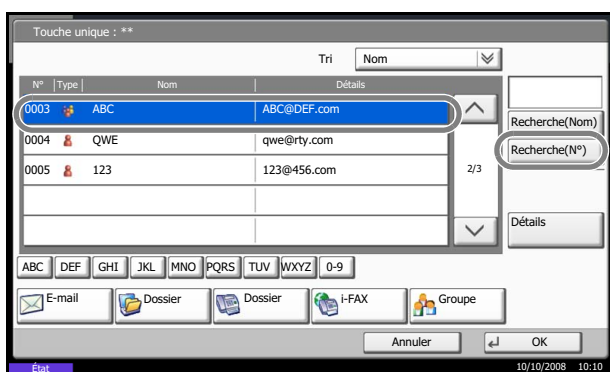 Touche unique : **
Tri Nom
N° Type Nom Détails
0003 ABC ABC@DEF.com
Recherche(Nom)
0004 QWE qwe@rty.com
Recherche(N°)
0005 123 123@456.com 2/3
Détails
ABC DEF GHI JKL MNO PQRS TUV WXYZ 0-9
E-mail Dossier Dossier i-FAX Groupe
Annuler OK
État 10/10/2008 10:10